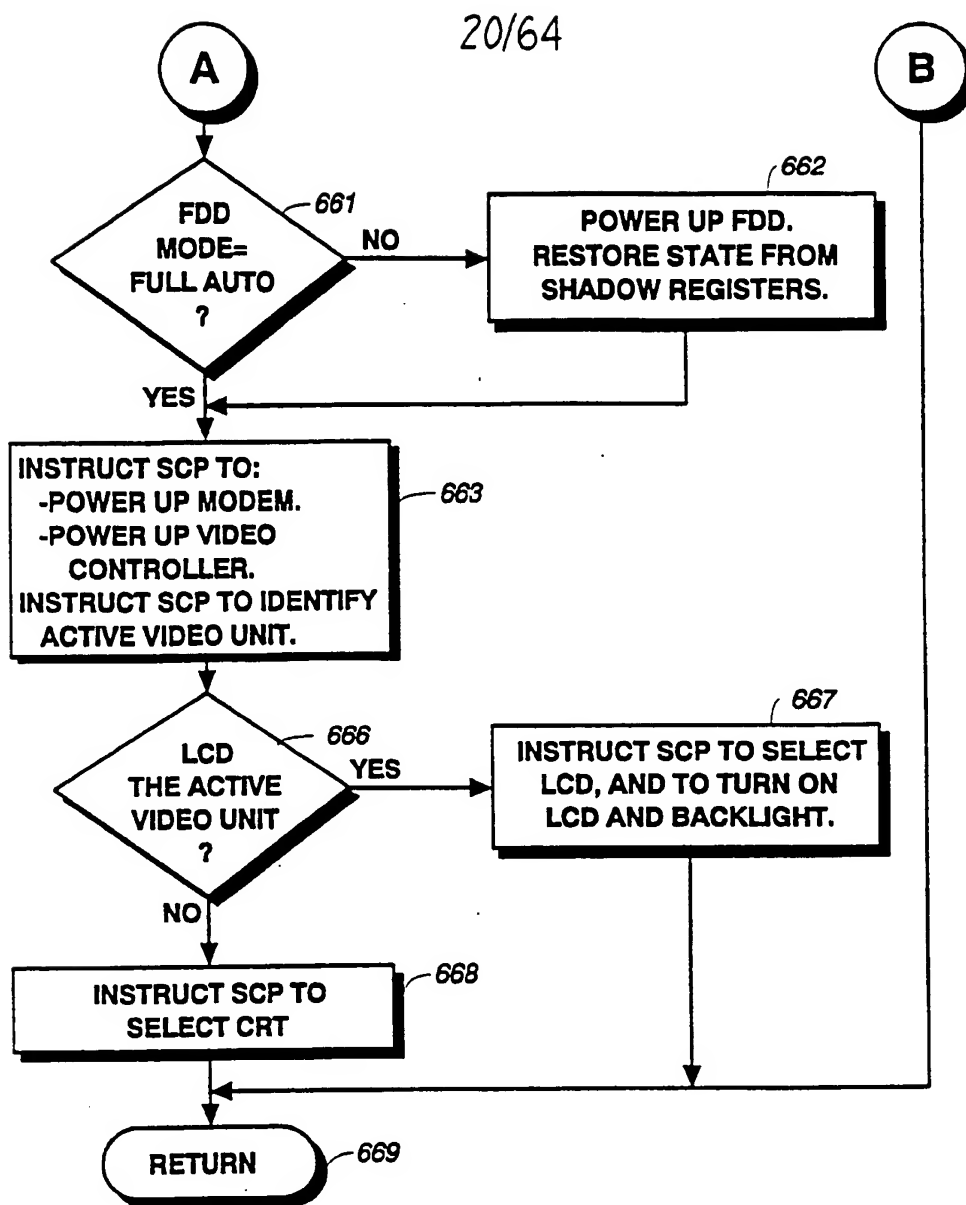 20/64
A
B
FDD
MODE=
FULL AUTO
?
661
NO
662
POWER UP FDD.
RESTORE STATE FROM
SHADOW REGISTERS.
YES
INSTRUCT SCP TO:
-POWER UP MODEM.
-POWER UP VIDEO
CONTROLLER.
INSTRUCT SCP TO IDENTIFY
ACTIVE VIDEO UNIT.
663
LCD
THE ACTIVE
VIDEO UNIT
?
666
YES
667
INSTRUCT SCP TO SELECT
LCD, AND TO TURN ON
LCD AND BACKLIGHT.
NO
INSTRUCT SCP TO
SELECT CRT
668
RETURN
669